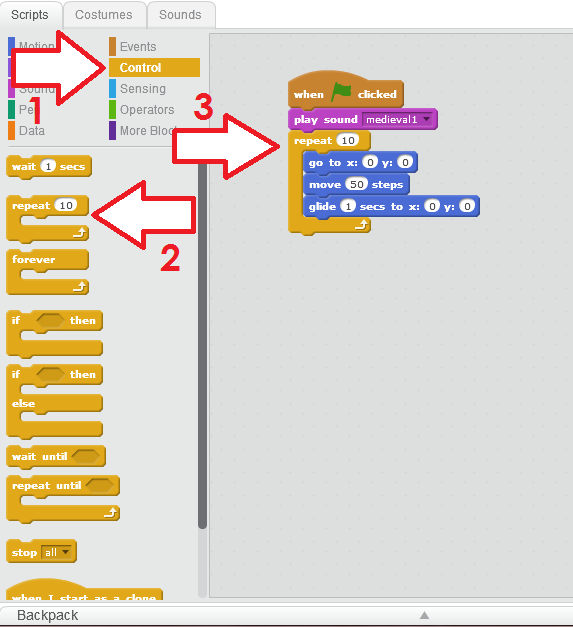 Scripts Costumes Sounds
Motion Events
Control
Sound Sensing
1 Pen Operators
Data More Blocks
wait 1 secs
repeat 10
forever
if then
if then
else
wait until
repeat until
stop all
when I start as a clone
2
3
when clicked
play sound medieval1
repeat 10
go to x: 0 y: 0
move 50 steps
glide 1 secs to x: 0 y: 0
Backpack